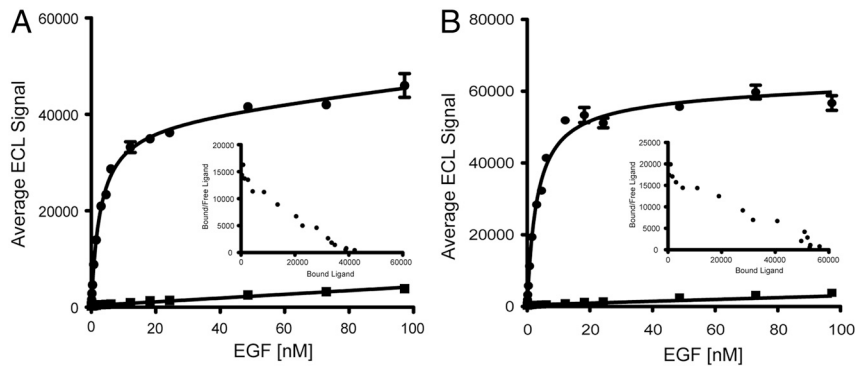 A
Average ECL Signal
60000
40000
20000
0
0 20 40 60 80 100
EGF [nM]
Bound/Free Ligand
20000
15000
10000
5000
0
0 20000 40000 60000
Bound Ligand
B
Average ECL Signal
80000
60000
40000
20000
0
0 20 40 60 80 100
EGF [nM]
Bound/Free Ligand
25000
20000
15000
10000
5000
0
0 20000 40000 60000
Bound Ligand